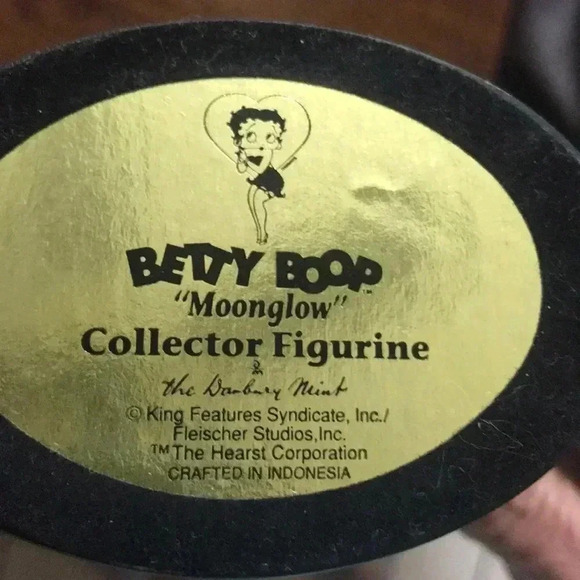 BETTY BOOP™
"Moonglow"
Collector Figurine
the Danbury Mint
© King Features Syndicate, Inc./
Fleischer Studios, Inc.
™The Hearst Corporation
CRAFTED IN INDONESIA